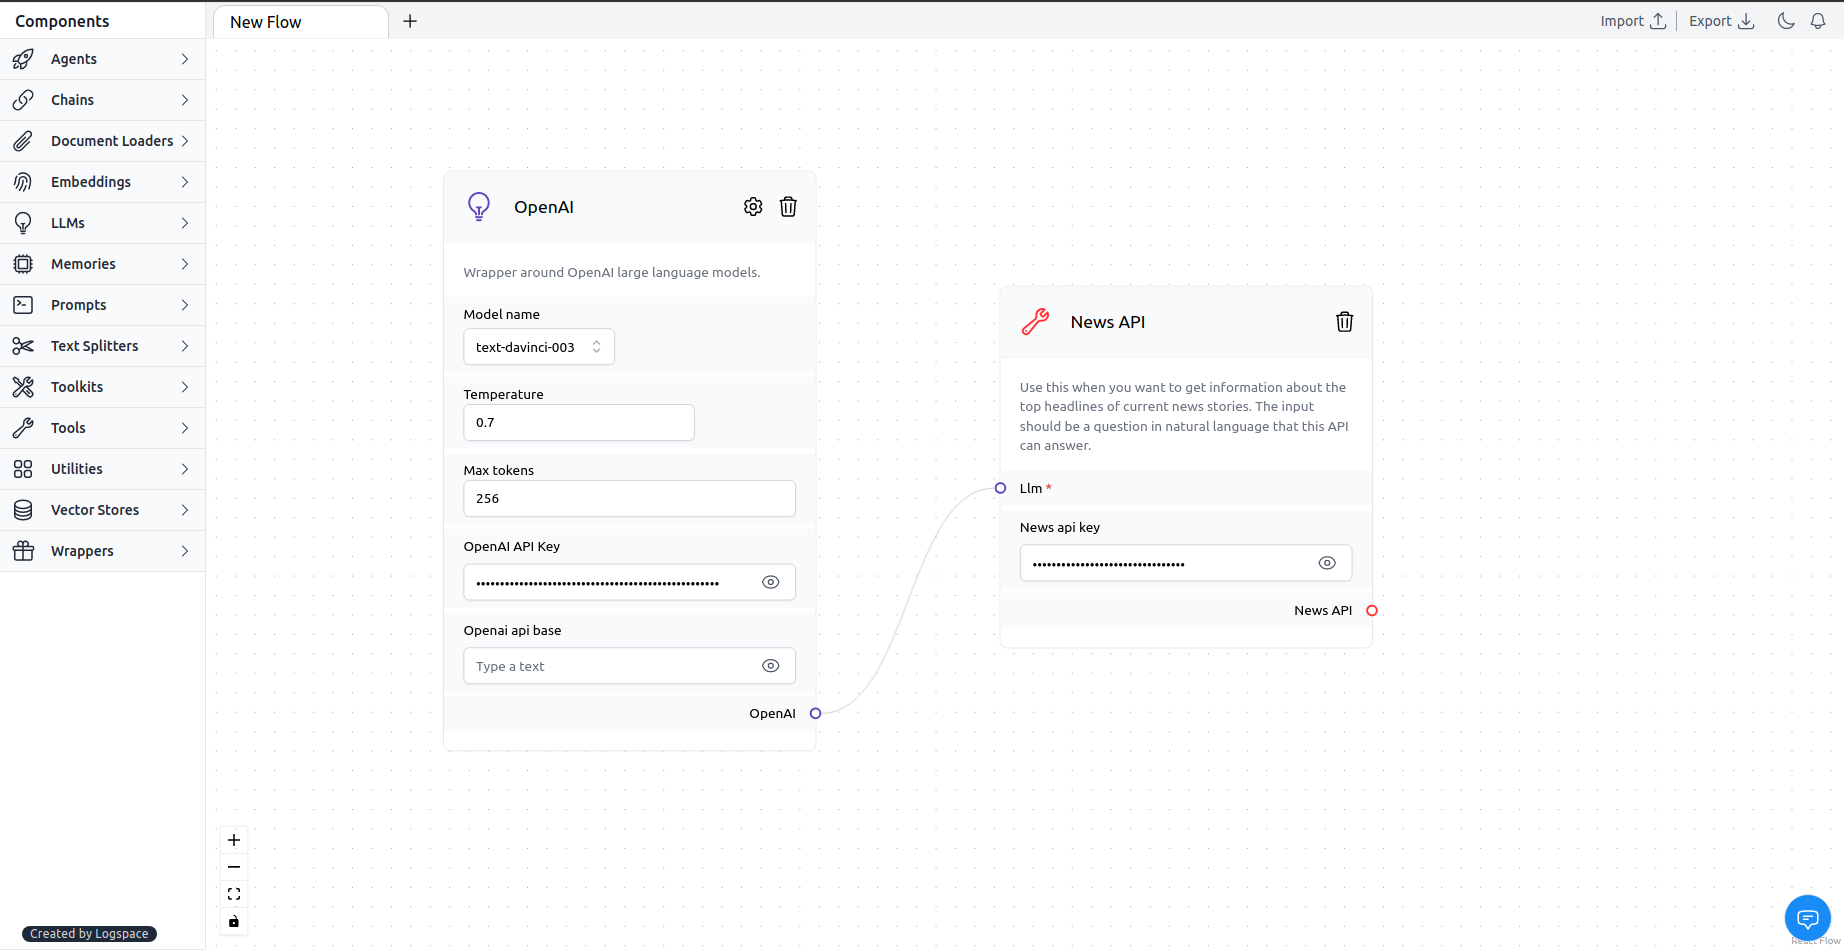 Components
New Flow
Import
Export
Agents
Chains
Document Loaders
Embeddings
LLMs
Memories
Prompts
Text Splitters
Toolkits
Tools
Utilities
Vector Stores
Wrappers
Created by Logspace
OpenAI
Wrapper around OpenAI large language models.
Model name
text-davinci-003
Temperature
0.7
Max tokens
256
OpenAI API Key
••••••••••••••••••••••••••••••••••••••••••••••••••••
Openai api base
Type a text
OpenAI
News API
Use this when you want to get information about the
top headlines of current news stories. The input
should be a question in natural language that this API
can answer.
Llm *
News api key
••••••••••••••••••••••••••••••••
News API
React Flow